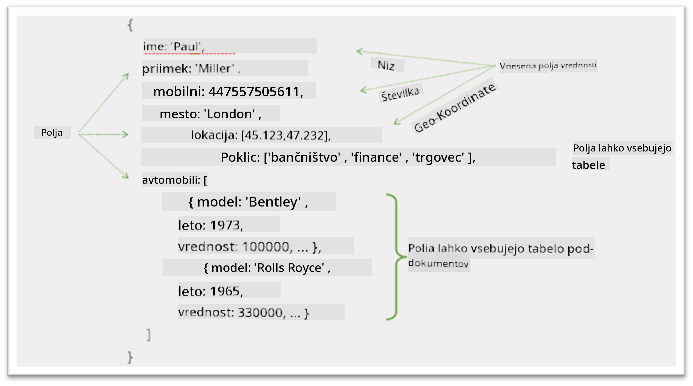 {
ime: 'Paul',
priimek: 'Miller' ,
mobilni: 447557505611,
mesto: 'London' ,
lokacija: [45.123,47.232],
Poklic: ['bančništvo' , 'finance' , 'trgovec' ],
avtomobili: [
{ model: 'Bentley' ,
leto: 1973,
vrednost: 100000, ... },
{ model: 'Rolls Royce' ,
leto: 1965,
vrednost: 330000, ... }
]
}
Polja
Niz
Številka
Geo-Koordinate
Vnesena polja vrednosti
Polja lahko vsebujejo
tabele
Polja lahko vsebujejo tabelo pod-
dokumentov